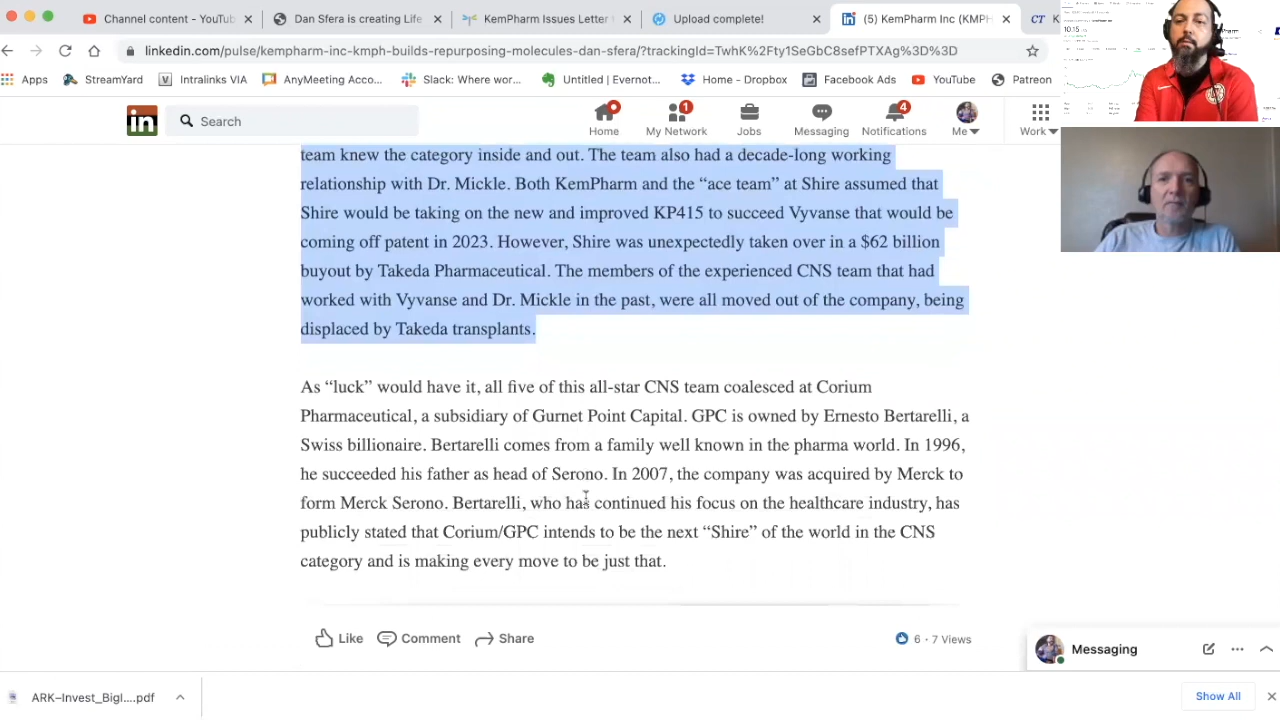 Channel content - YouTub
Dan Sfera is creating Life
KemPharm Issues Letter
Upload complete!
(5) KemPharm Inc (KMPH
CT K
linkedin.com/pulse/kempharm-inc-kmph-builds-repurposing-molecules-dan-sfera/?trackingId=TwhK%2Fty1SeGbC8sefPTXAg%3D%3D
Apps
StreamYard
Intralinks VIA
AnyMeeting Acco...
Slack: Where wor...
Untitled | Evernot...
Home - Dropbox
Facebook Ads
YouTube
Patreon
10.15
in
Search
Home
1
My Network
Jobs
Messaging
4
Notifications
Me
Work
team knew the category inside and out. The team also had a decade-long working
relationship with Dr. Mickle. Both KemPharm and the “ace team” at Shire assumed that
Shire would be taking on the new and improved KP415 to succeed Vyvanse that would be
coming off patent in 2023. However, Shire was unexpectedly taken over in a $62 billion
buyout by Takeda Pharmaceutical. The members of the experienced CNS team that had
worked with Vyvanse and Dr. Mickle in the past, were all moved out of the company, being
displaced by Takeda transplants.
As “luck” would have it, all five of this all-star CNS team coalesced at Corium
Pharmaceutical, a subsidiary of Gurnet Point Capital. GPC is owned by Ernesto Bertarelli, a
Swiss billionaire. Bertarelli comes from a family well known in the pharma world. In 1996,
he succeeded his father as head of Serono. In 2007, the company was acquired by Merck to
form Merck Serono. Bertarelli, who has continued his focus on the healthcare industry, has
publicly stated that Corium/GPC intends to be the next “Shire” of the world in the CNS
category and is making every move to be just that.
Like
Comment
Share
6 · 7 Views
Messaging
ARK–Invest_BigI....pdf
Show All